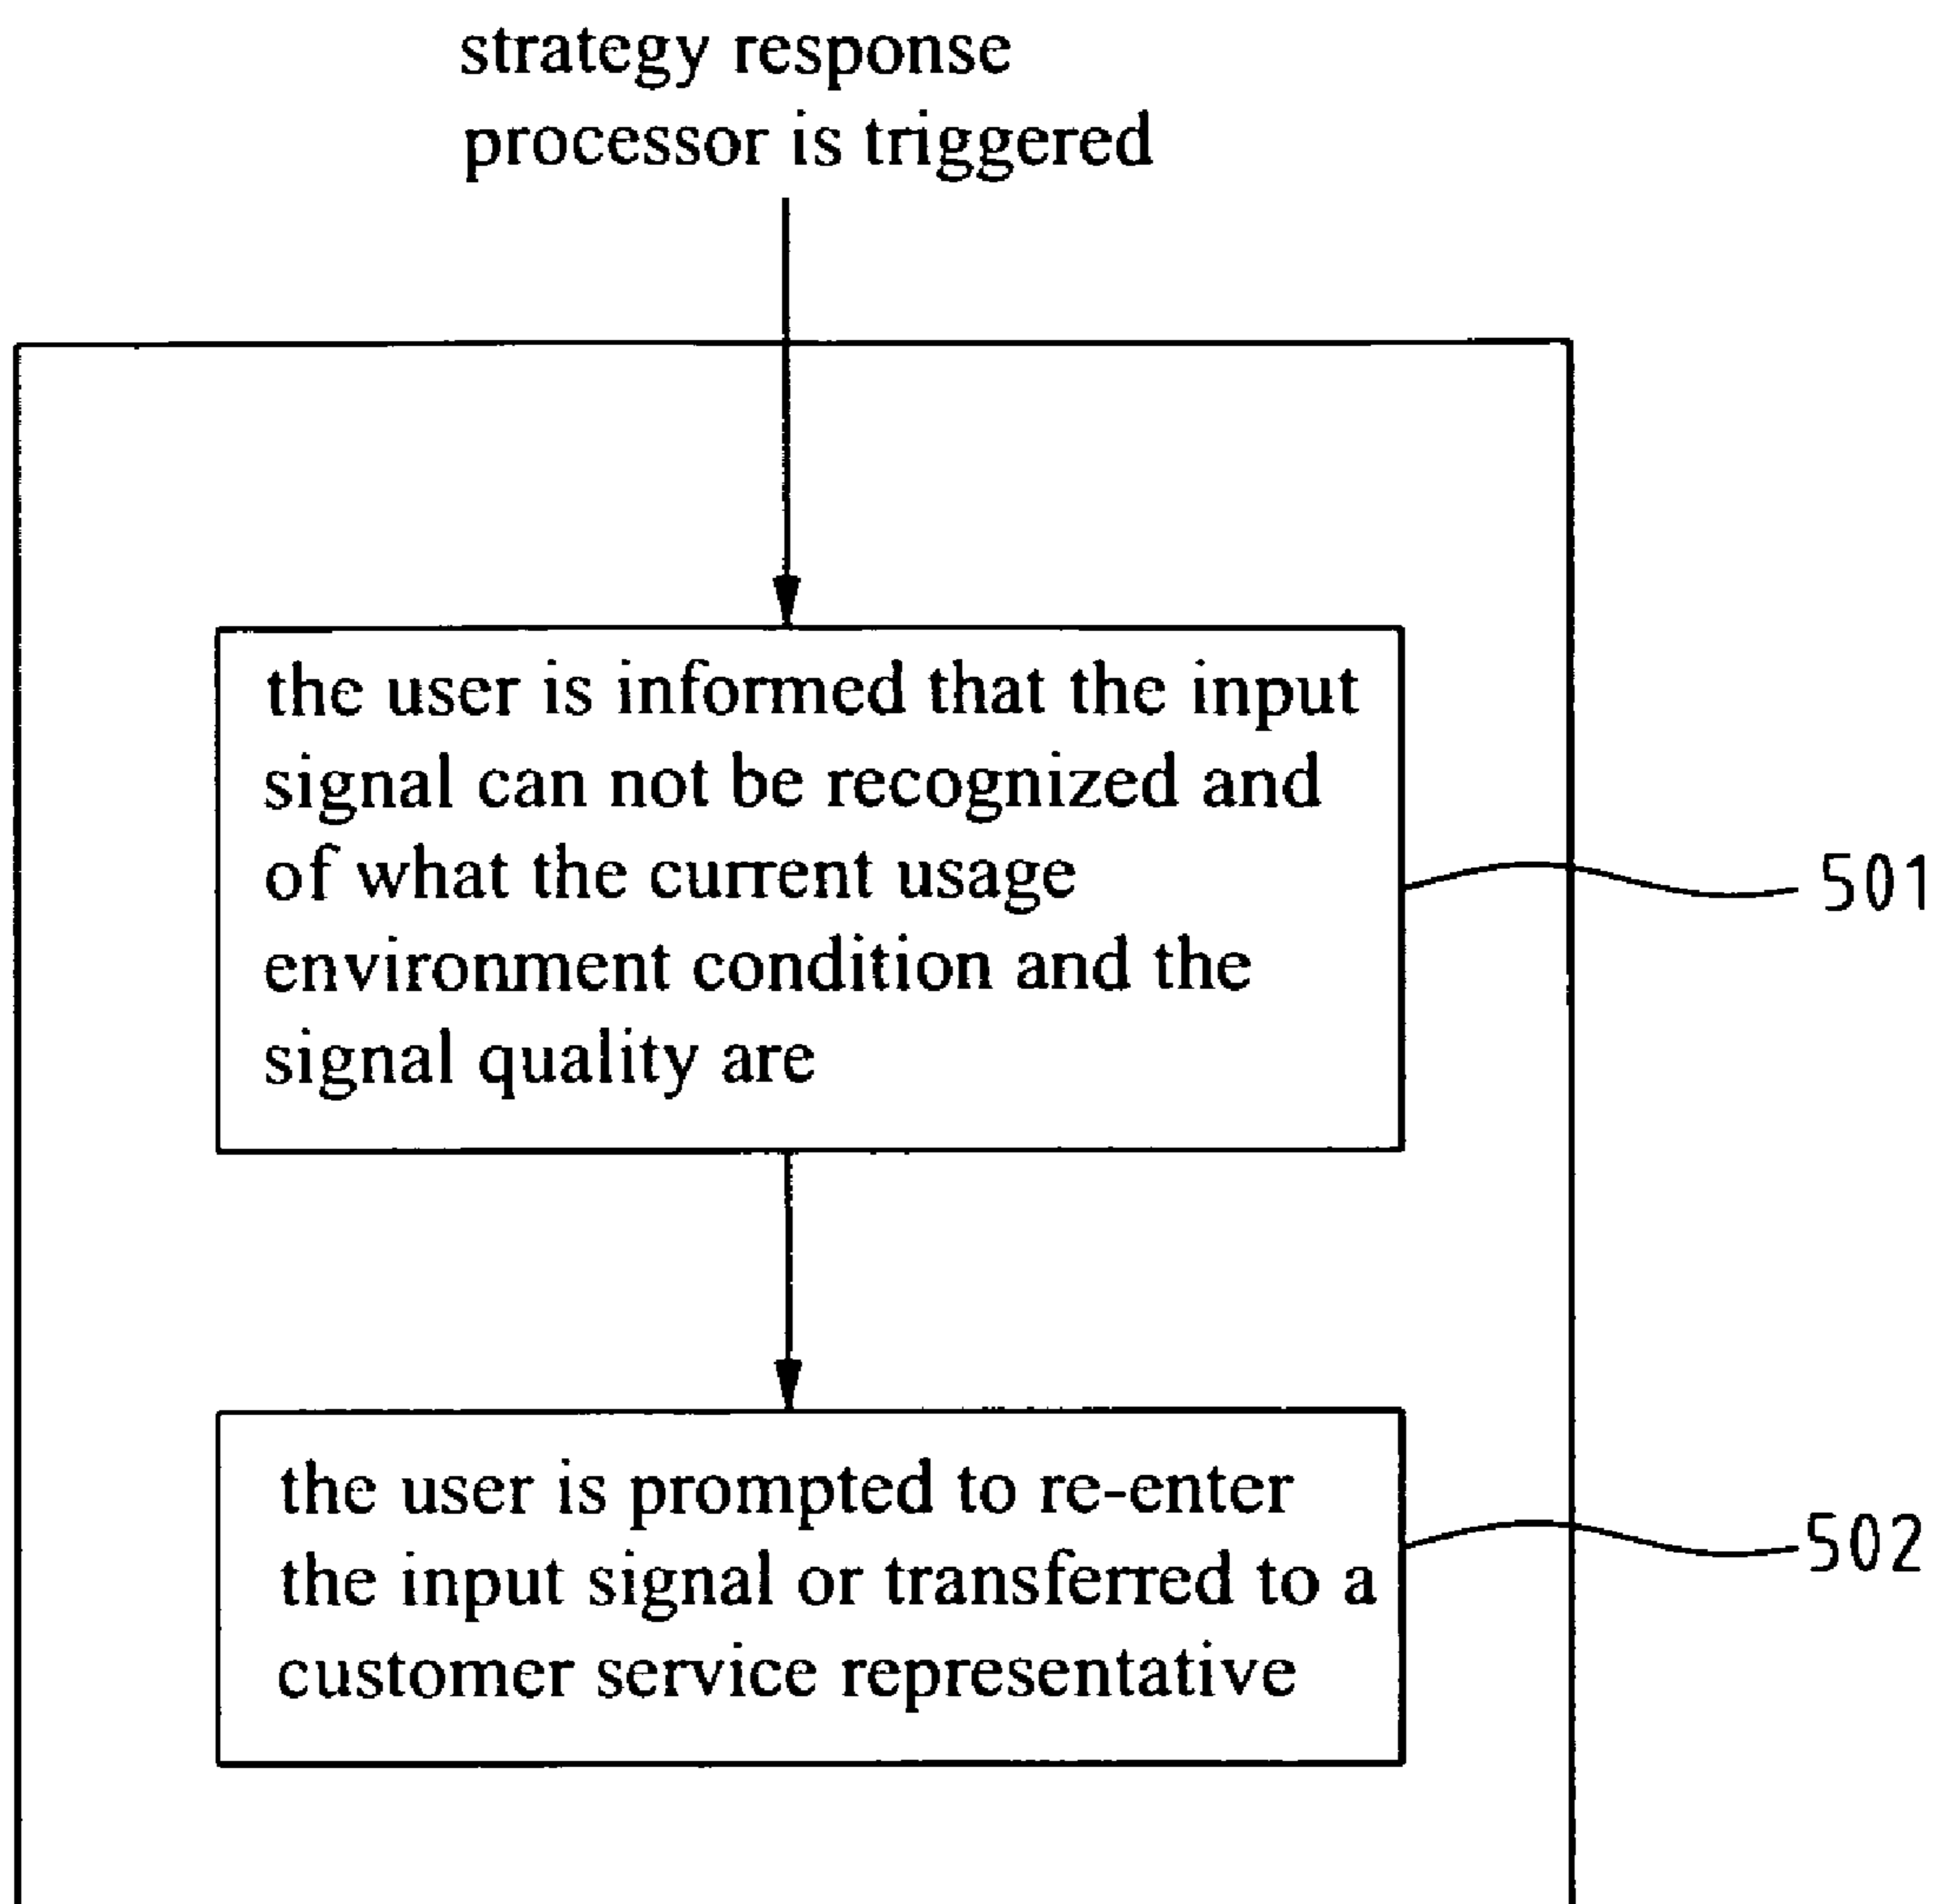 strategy response
processor is triggered
the user is informed that the input
signal can not be recognized and
of what the current usage
environment condition and the
signal quality are
501
the user is prompted to re-enter
the input signal or transferred to a
customer service representative
502